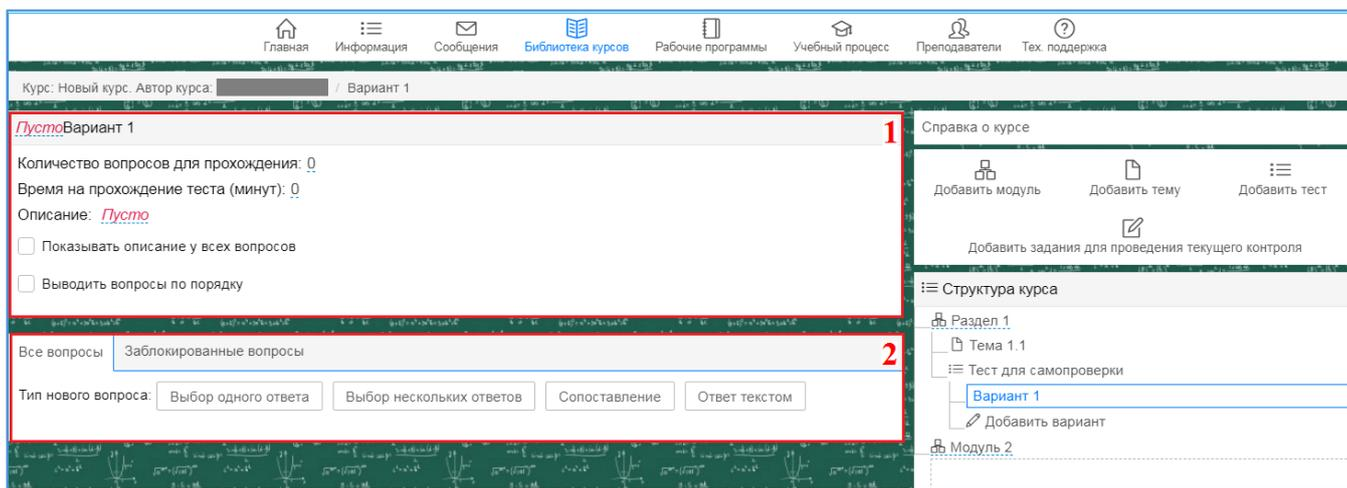 Главная Информация Сообщения Библиотека курсов Рабочие программы Учебный процесс Преподаватели Тех. поддержка
Курс: Новый курс. Автор курса: / Вариант 1
ПустоВариант 1
1
Количество вопросов для прохождения: 0
Время на прохождение теста (минут): 0
Описание: Пусто
Показывать описание у всех вопросов
Выводить вопросы по порядку
Все вопросы Заблокированные вопросы
2
Тип нового вопроса: Выбор одного ответа Выбор нескольких ответов Сопоставление Ответ текстом
Справка о курсе
Добавить модуль Добавить тему Добавить тест
Добавить задания для проведения текущего контроля
Структура курса
Раздел 1
Тема 1.1
Тест для самопроверки
Вариант 1
Добавить вариант
Модуль 2